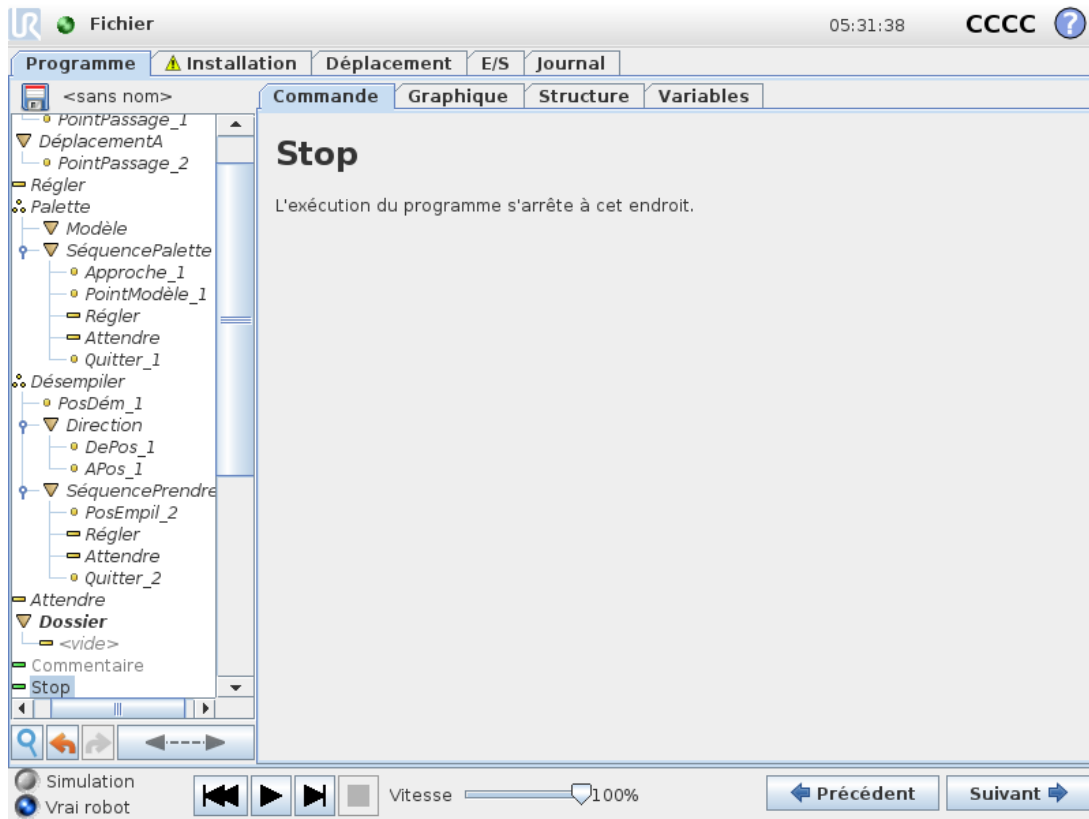 UR Fichier 05:31:38 CCCC ?
Programme Installation Déplacement E/S Journal
<sans nom> Commande Graphique Structure Variables
PointPassage_1
DéplacementA
PointPassage_2
Régler
Palette
Modèle
SéquencePalette
Approche_1
PointModèle_1
Régler
Attendre
Quitter_1
Désempiler
PosDém_1
Direction
DePos_1
APos_1
SéquencePrendre
PosEmpil_2
Régler
Attendre
Quitter_2
Attendre
Dossier
<vide>
Commentaire
Stop
Stop
L'exécution du programme s'arrête à cet endroit.
Simulation
Vrai robot
Vitesse 100%
Précédent Suivant